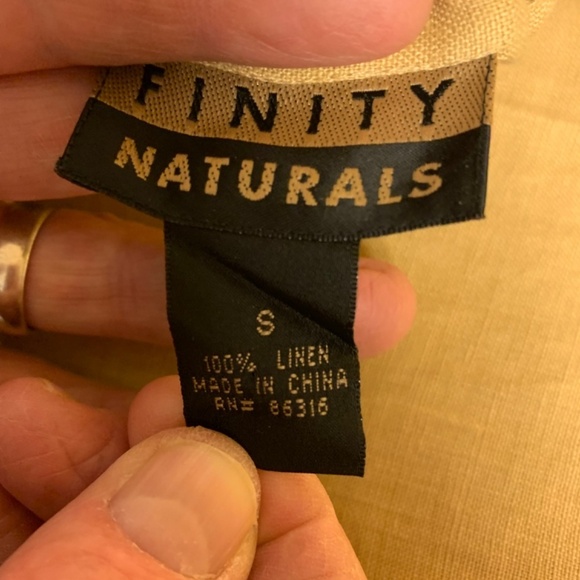 FINITY
NATURALS
S
100% LINEN
MADE IN CHINA
RN# 86316